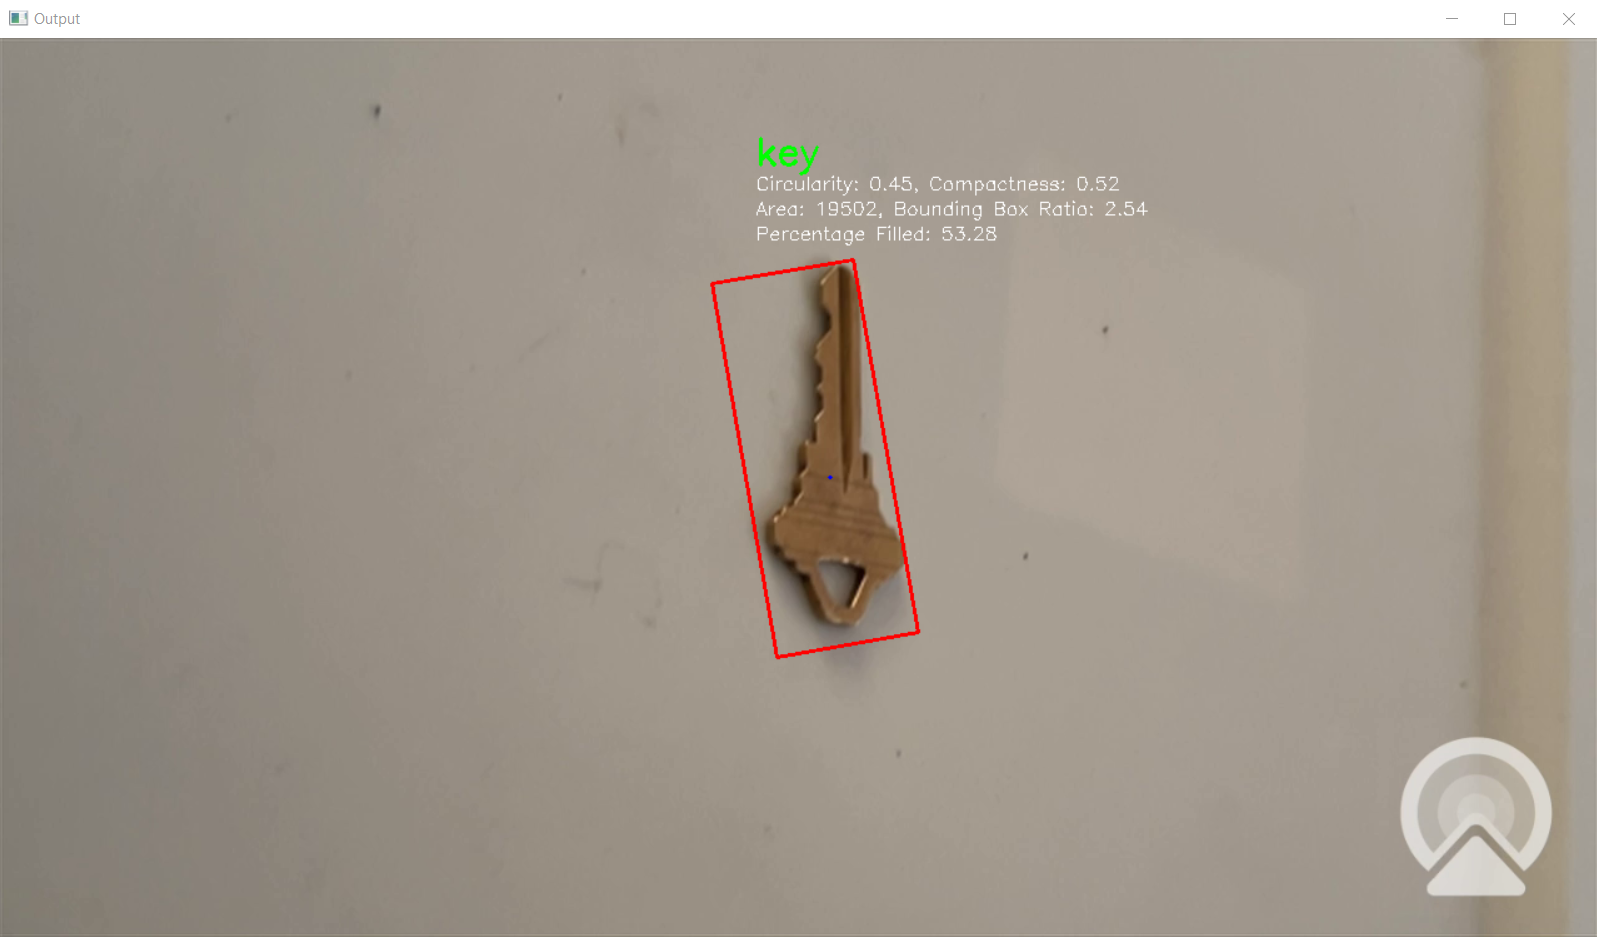 Output
key
Circularity: 0.45, Compactness: 0.52
Area: 19502, Bounding Box Ratio: 2.54
Percentage Filled: 53.28